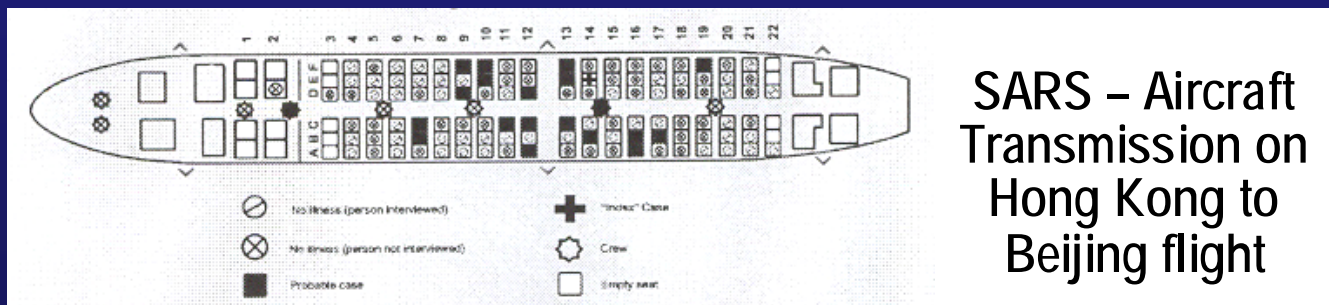 1 2 3 4 5 6 7 8 9 10 11 12 13 14 15 16 17 18 19 20 21 22
D E F
A B C
No illness (person interviewed)
No illness (person not interviewed)
Probable case
"Index" Case
Crew
Empty seat
SARS – Aircraft
Transmission on
Hong Kong to
Beijing flight